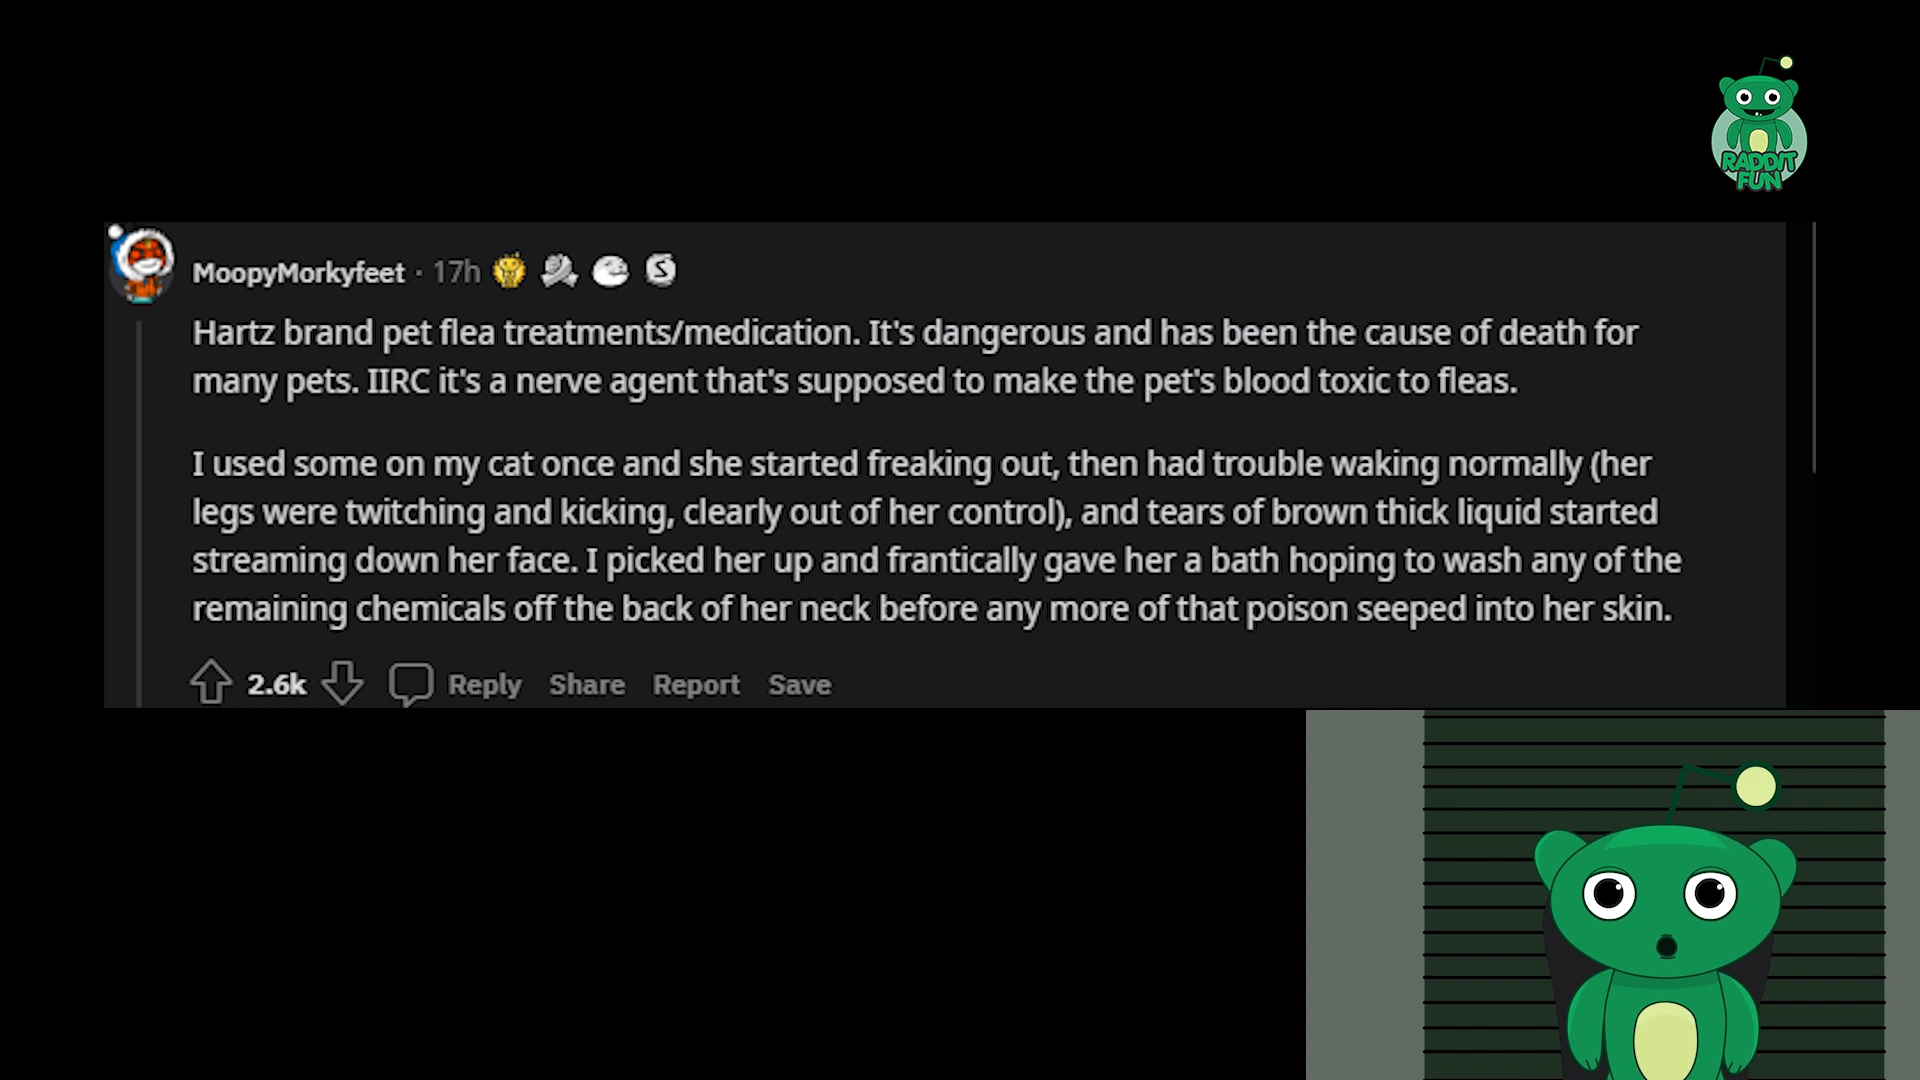 RADDIT
FUN
MoopyMorkyfeet · 17h
Hartz brand pet flea treatments/medication. It's dangerous and has been the cause of death for
many pets. IIRC it's a nerve agent that's supposed to make the pet's blood toxic to fleas.
I used some on my cat once and she started freaking out, then had trouble waking normally (her
legs were twitching and kicking, clearly out of her control), and tears of brown thick liquid started
streaming down her face. I picked her up and frantically gave her a bath hoping to wash any of the
remaining chemicals off the back of her neck before any more of that poison seeped into her skin.
2.6k Reply Share Report Save